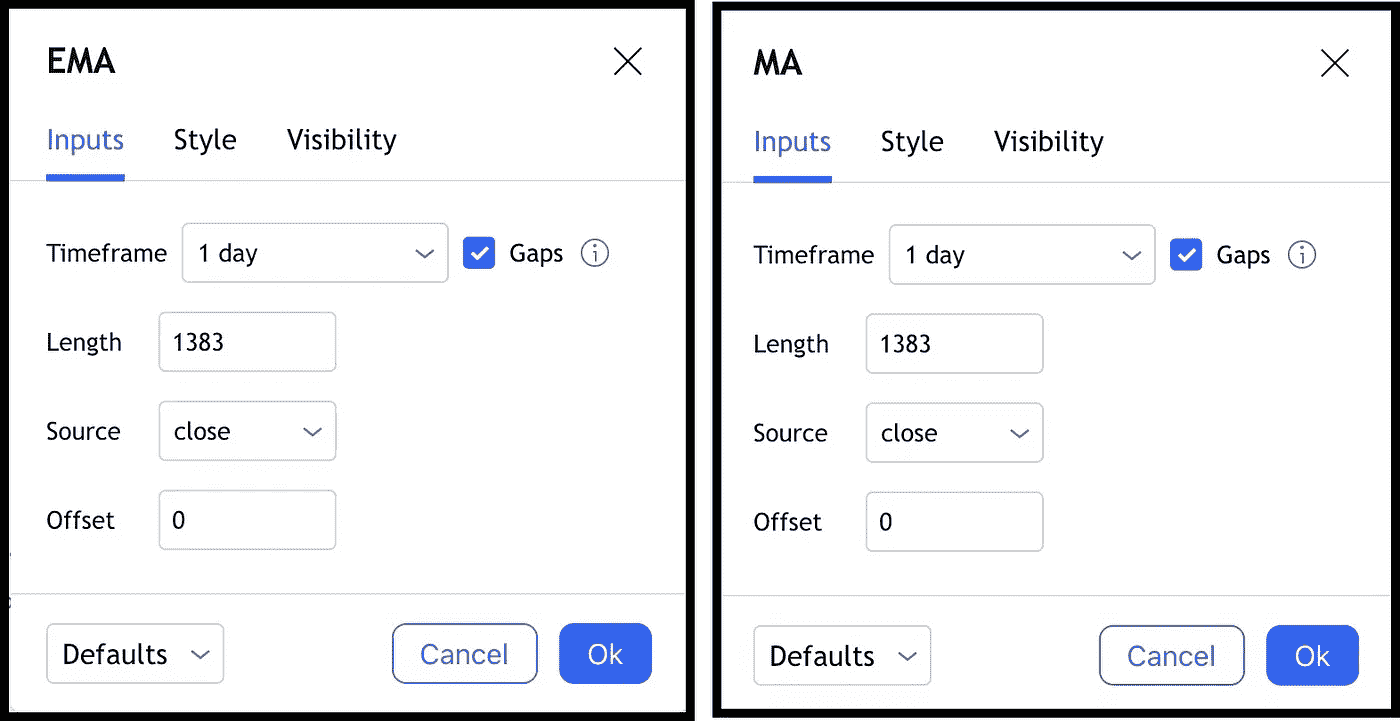 EMA
Inputs Style Visibility
Timeframe 1 day Gaps
Length 1383
Source close
Offset 0
Defaults Cancel Ok
MA
Inputs Style Visibility
Timeframe 1 day Gaps
Length 1383
Source close
Offset 0
Defaults Cancel Ok